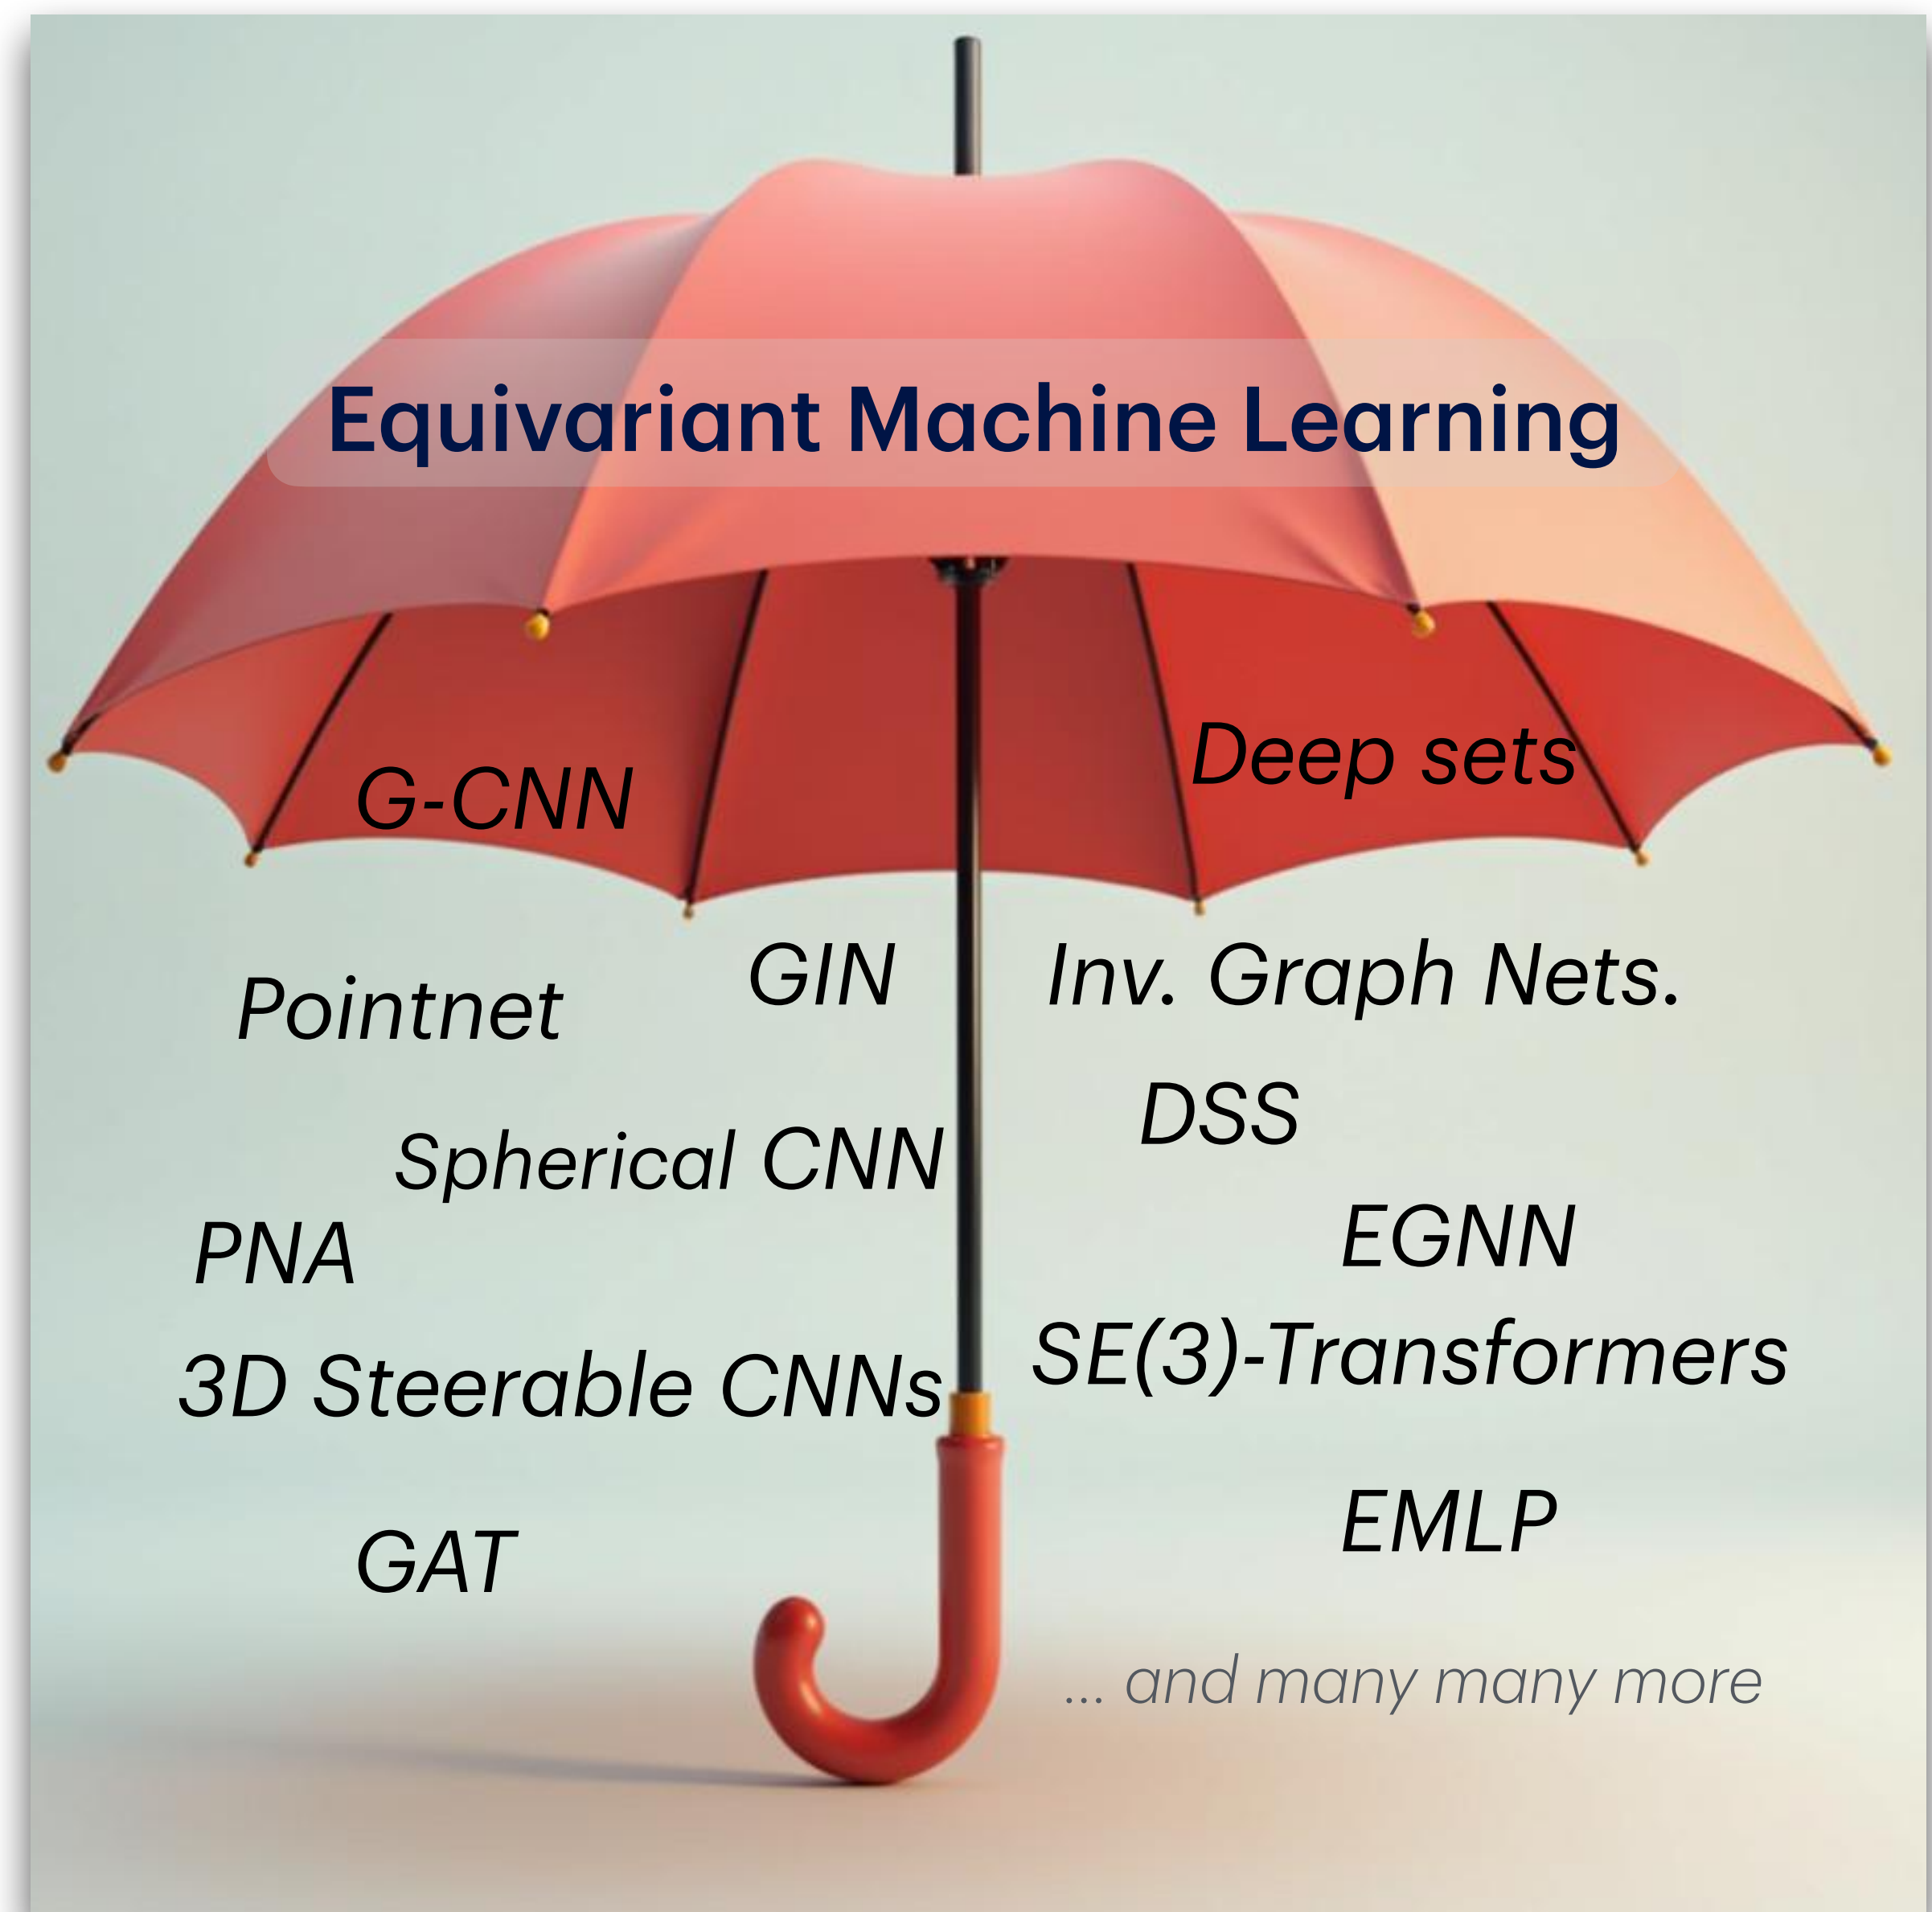 Equivariant Machine Learning
Deep sets
G-CNN
GIN
Inv. Graph Nets.
Pointnet
DSS
Spherical CNN
EGNN
PNA
SE(3)-Transformers
3D Steerable CNNs
EMLP
GAT
... and many many more